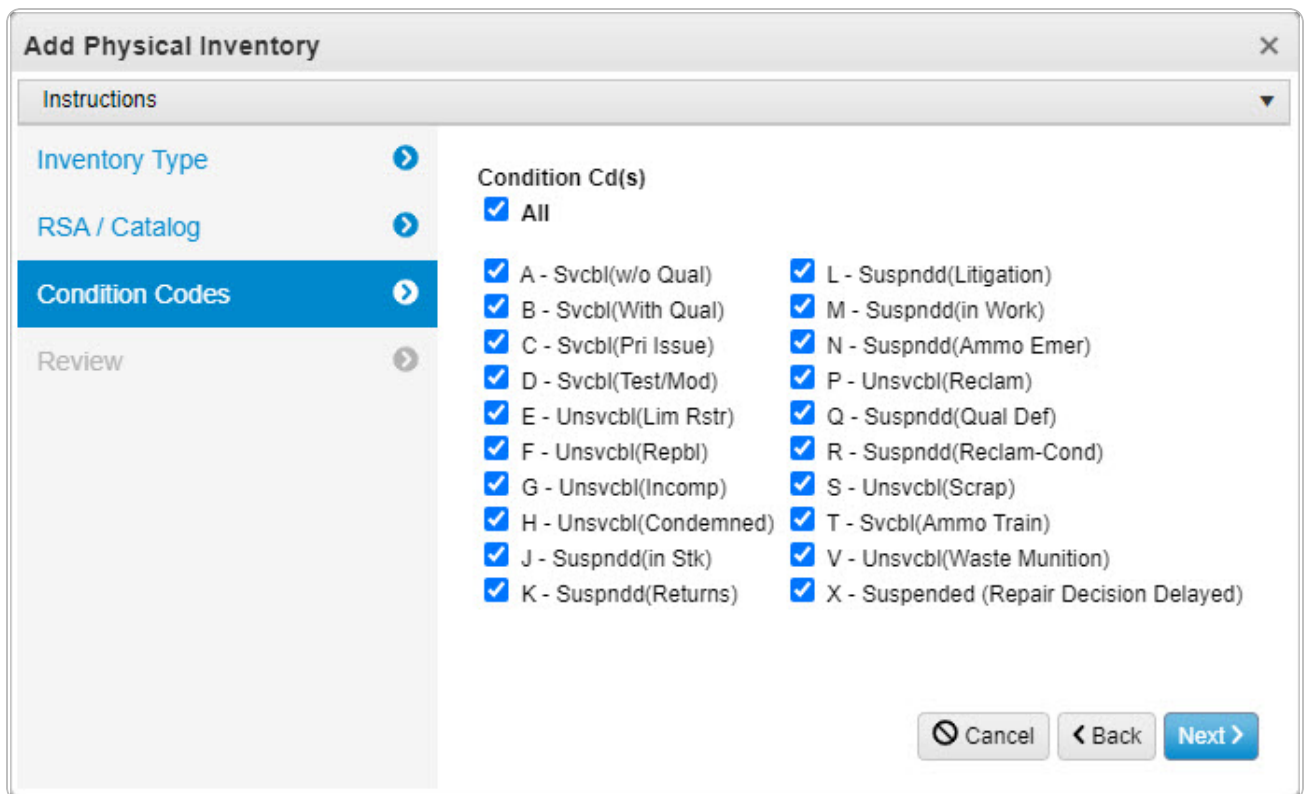 Add Physical Inventory
Instructions
Inventory Type
RSA / Catalog
Condition Codes
Review
Condition Cd(s)
All
A - Svcbl(w/o Qual)
B - Svcbl(With Qual)
C - Svcbl(Pri Issue)
D - Svcbl(Test/Mod)
E - Unsvcbl(Lim Rstr)
F - Unsvcbl(Repbl)
G - Unsvcbl(Incomp)
H - Unsvcbl(Condemned)
J - Suspndd(in Stk)
K - Suspndd(Returns)
L - Suspndd(Litigation)
M - Suspndd(in Work)
N - Suspndd(Ammo Emer)
P - Unsvcbl(Reclam)
Q - Suspndd(Qual Def)
R - Suspndd(Reclam-Cond)
S - Unsvcbl(Scrap)
T - Svcbl(Ammo Train)
V - Unsvcbl(Waste Munition)
X - Suspended (Repair Decision Delayed)
Cancel
Back
Next